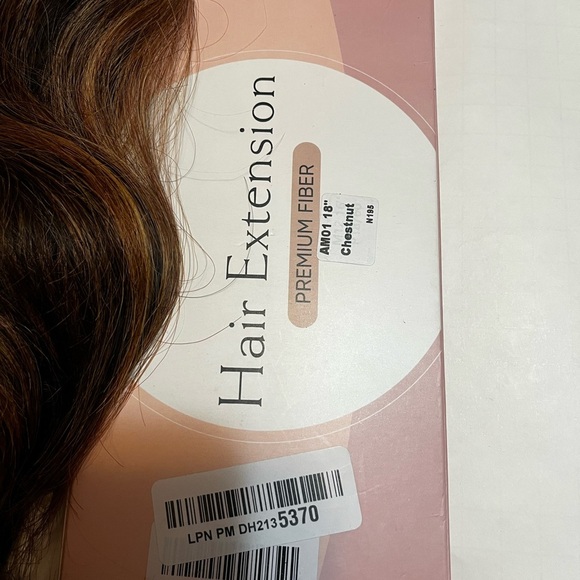 Hair Extension
PREMIUM FIBER
AM01 18"
Chestnut
N195
LPN PM DH2135370